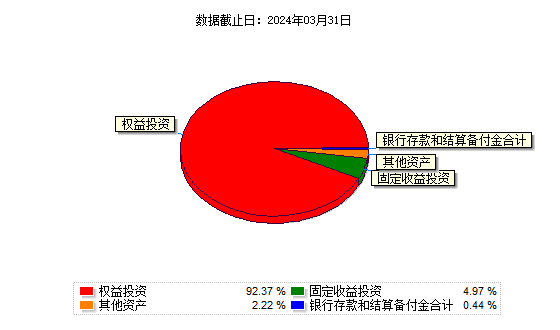 数据截止日：2024年03月31日
权益投资
银行存款和结算备付金合计
其他资产
固定收益投资
权益投资 92.37 % 固定收益投资 4.97 %
其他资产 2.22 % 银行存款和结算备付金合计 0.44 %